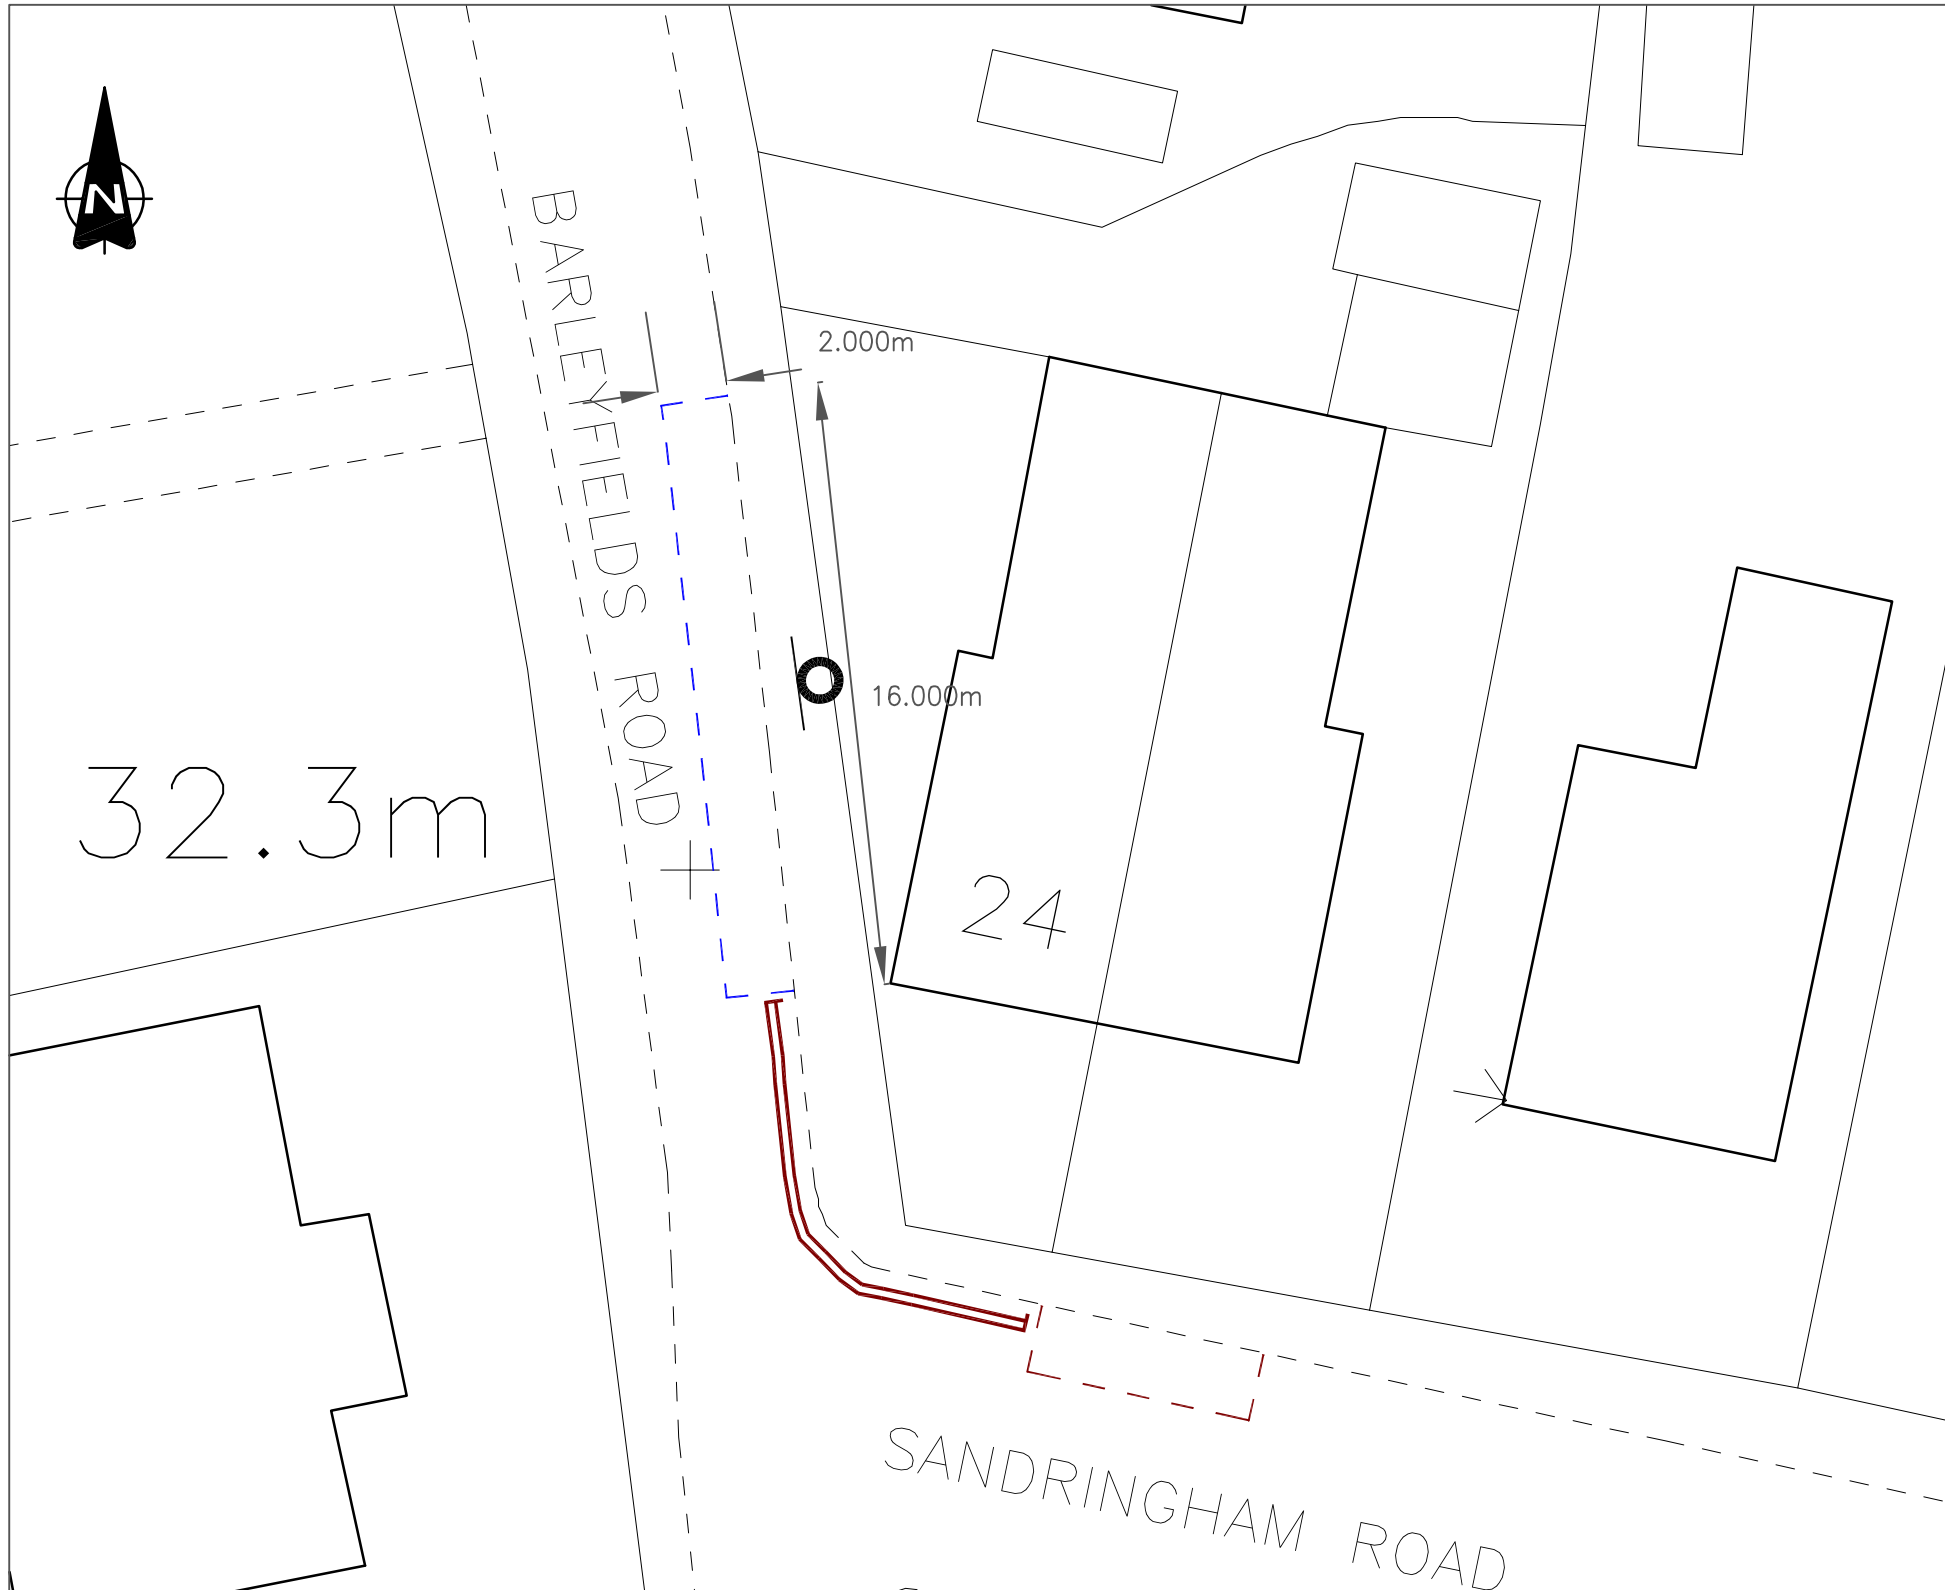 N
BARLEYFIELDS ROAD
2.000m
16.000m
32.3m
24
SANDRINGHAM ROAD